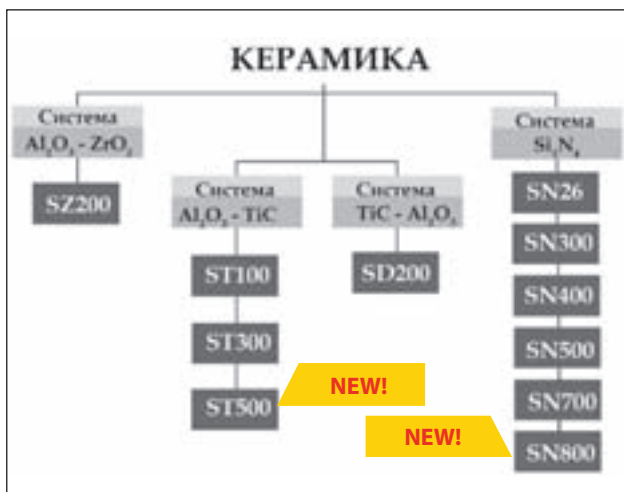 КЕРАМИКА
Система
Al₂O₃ - ZrO₂
SZ200
Система
Al₂O₃ - TiC
ST100
ST300
ST500
NEW!
Система
TiC - Al₂O₃
SD200
Система
Si₃N₄
SN26
SN300
SN400
SN500
SN700
SN800
NEW!